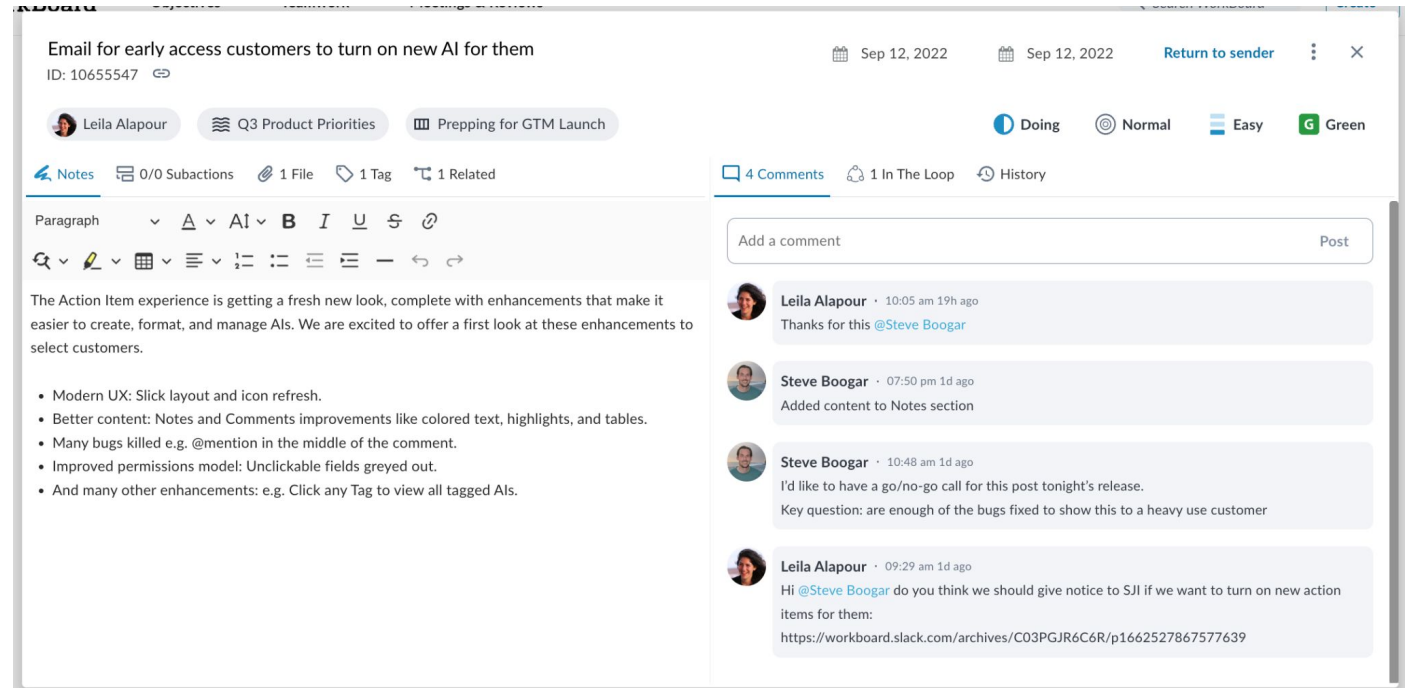 Email for early access customers to turn on new AI for them
Sep 12, 2022
Sep 12, 2022
Return to sender
ID: 10655547
Leila Alapour
Q3 Product Priorities
Prepping for GTM Launch
Doing
Normal
Easy
G Green
Notes
0/0 Subactions
1 File
1 Tag
1 Related
4 Comments
1 In The Loop
History
Paragraph
A
B I U S
The Action Item experience is getting a fresh new look, complete with enhancements that make it
easier to create, format, and manage AIs. We are excited to offer a first look at these enhancements to
select customers.
• Modern UX: Slick layout and icon refresh.
• Better content: Notes and Comments improvements like colored text, highlights, and tables.
• Many bugs killed e.g. @mention in the middle of the comment.
• Improved permissions model: Unclickable fields greyed out.
• And many other enhancements: e.g. Click any Tag to view all tagged AIs.
Add a comment
Post
Leila Alapour · 10:05 am 19h ago
Thanks for this @Steve Boogar
Steve Boogar · 07:50 pm 1d ago
Added content to Notes section
Steve Boogar · 10:48 am 1d ago
I'd like to have a go/no-go call for this post tonight's release.
Key question: are enough of the bugs fixed to show this to a heavy use customer
Leila Alapour · 09:29 am 1d ago
Hi @Steve Boogar do you think we should give notice to SJI if we want to turn on new action
items for them:
https://workboard.slack.com/archives/C03PGJR6C6R/p1662527867577639